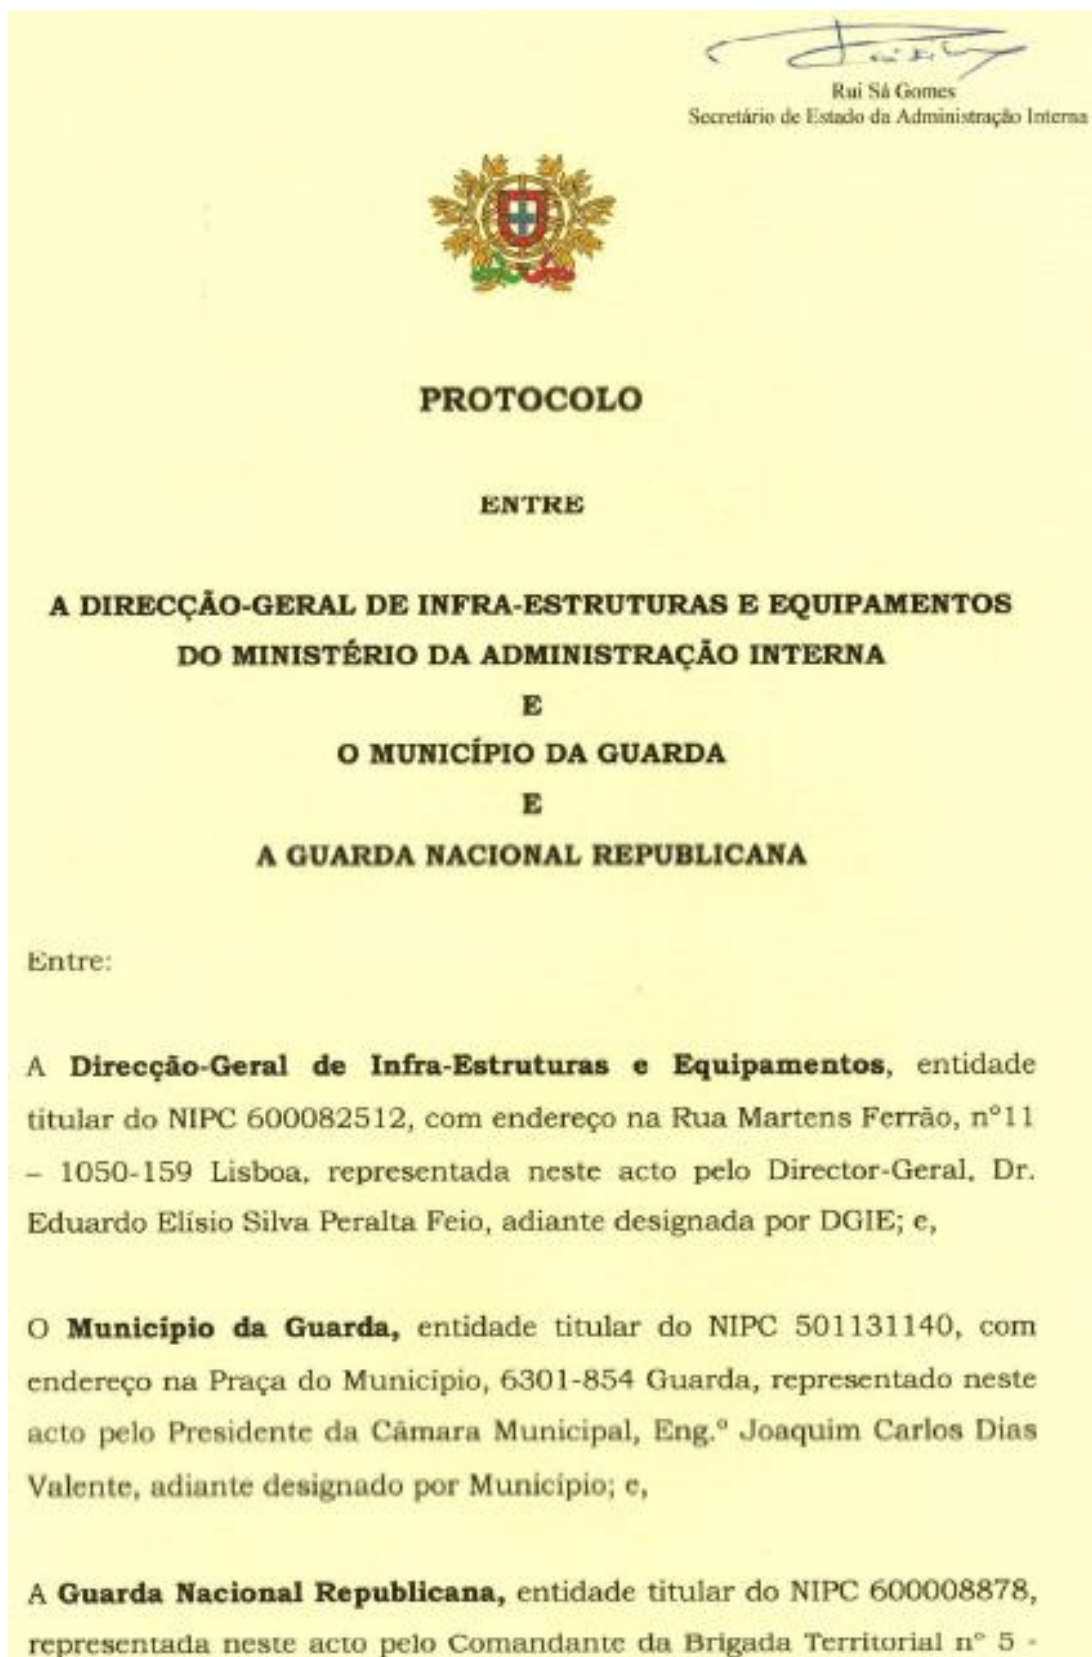 Rui Sá Gomes
Secretário de Estado da Administração Interna
PROTOCOLO
ENTRE
A DIRECÇÃO-GERAL DE INFRA-ESTRUTURAS E EQUIPAMENTOS
DO MINISTÉRIO DA ADMINISTRAÇÃO INTERNA
E
O MUNICÍPIO DA GUARDA
E
A GUARDA NACIONAL REPUBLICANA
Entre:
A Direcção-Geral de Infra-Estruturas e Equipamentos, entidade
titular do NIPC 600082512, com endereço na Rua Martens Ferrão, nº11
– 1050-159 Lisboa, representada neste acto pelo Director-Geral, Dr.
Eduardo Elísio Silva Peralta Feio, adiante designada por DGIE; e,
O Município da Guarda, entidade titular do NIPC 501131140, com
endereço na Praça do Município, 6301-854 Guarda, representado neste
acto pelo Presidente da Câmara Municipal, Eng.º Joaquim Carlos Dias
Valente, adiante designado por Município; e,
A Guarda Nacional Republicana, entidade titular do NIPC 600008878,
representada neste acto pelo Comandante da Brigada Territorial nº 5 -